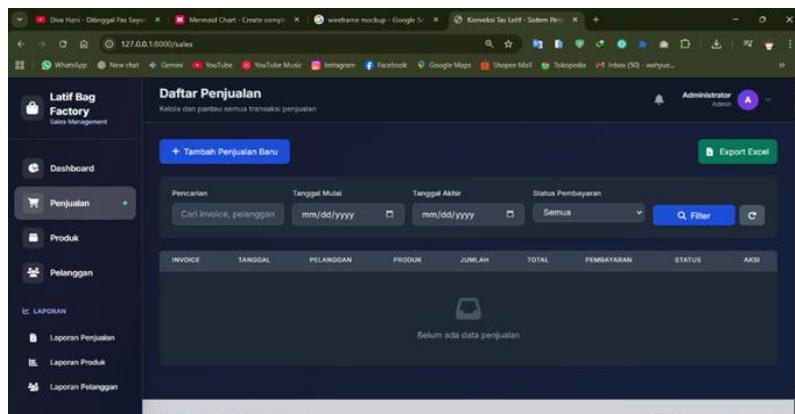 Diva Hani - Ditinggal Pas Sayan
Mermaid Chart - Create compl
wireframe mockup - Google Se
Konveksi Tas Latif - Sistem Penj
127.0.0.1:8000/sales
WhatsApp New chat Gemini YouTube YouTube Music Instagram Facebook Google Maps Shopee Mall Tokopedia Inbox (50) - wahyue...
Latif Bag
Factory
Sales Management
Daftar Penjualan
Kelola dan pantau semua transaksi penjualan
Administrator
Admin
A
+ Tambah Penjualan Baru
Export Excel
Dashboard
Penjualan
Produk
Pelanggan
LAPORAN
Laporan Penjualan
Laporan Produk
Laporan Pelanggan
Pencarian Tanggal Mulai Tanggal Akhir Status Pembayaran
Cari invoice, pelanggan mm/dd/yyyy mm/dd/yyyy Semua Filter
INVOICE TANGGAL PELANGGAN PRODUK JUMLAH TOTAL PEMBAYARAN STATUS AKSI
Belum ada data penjualan